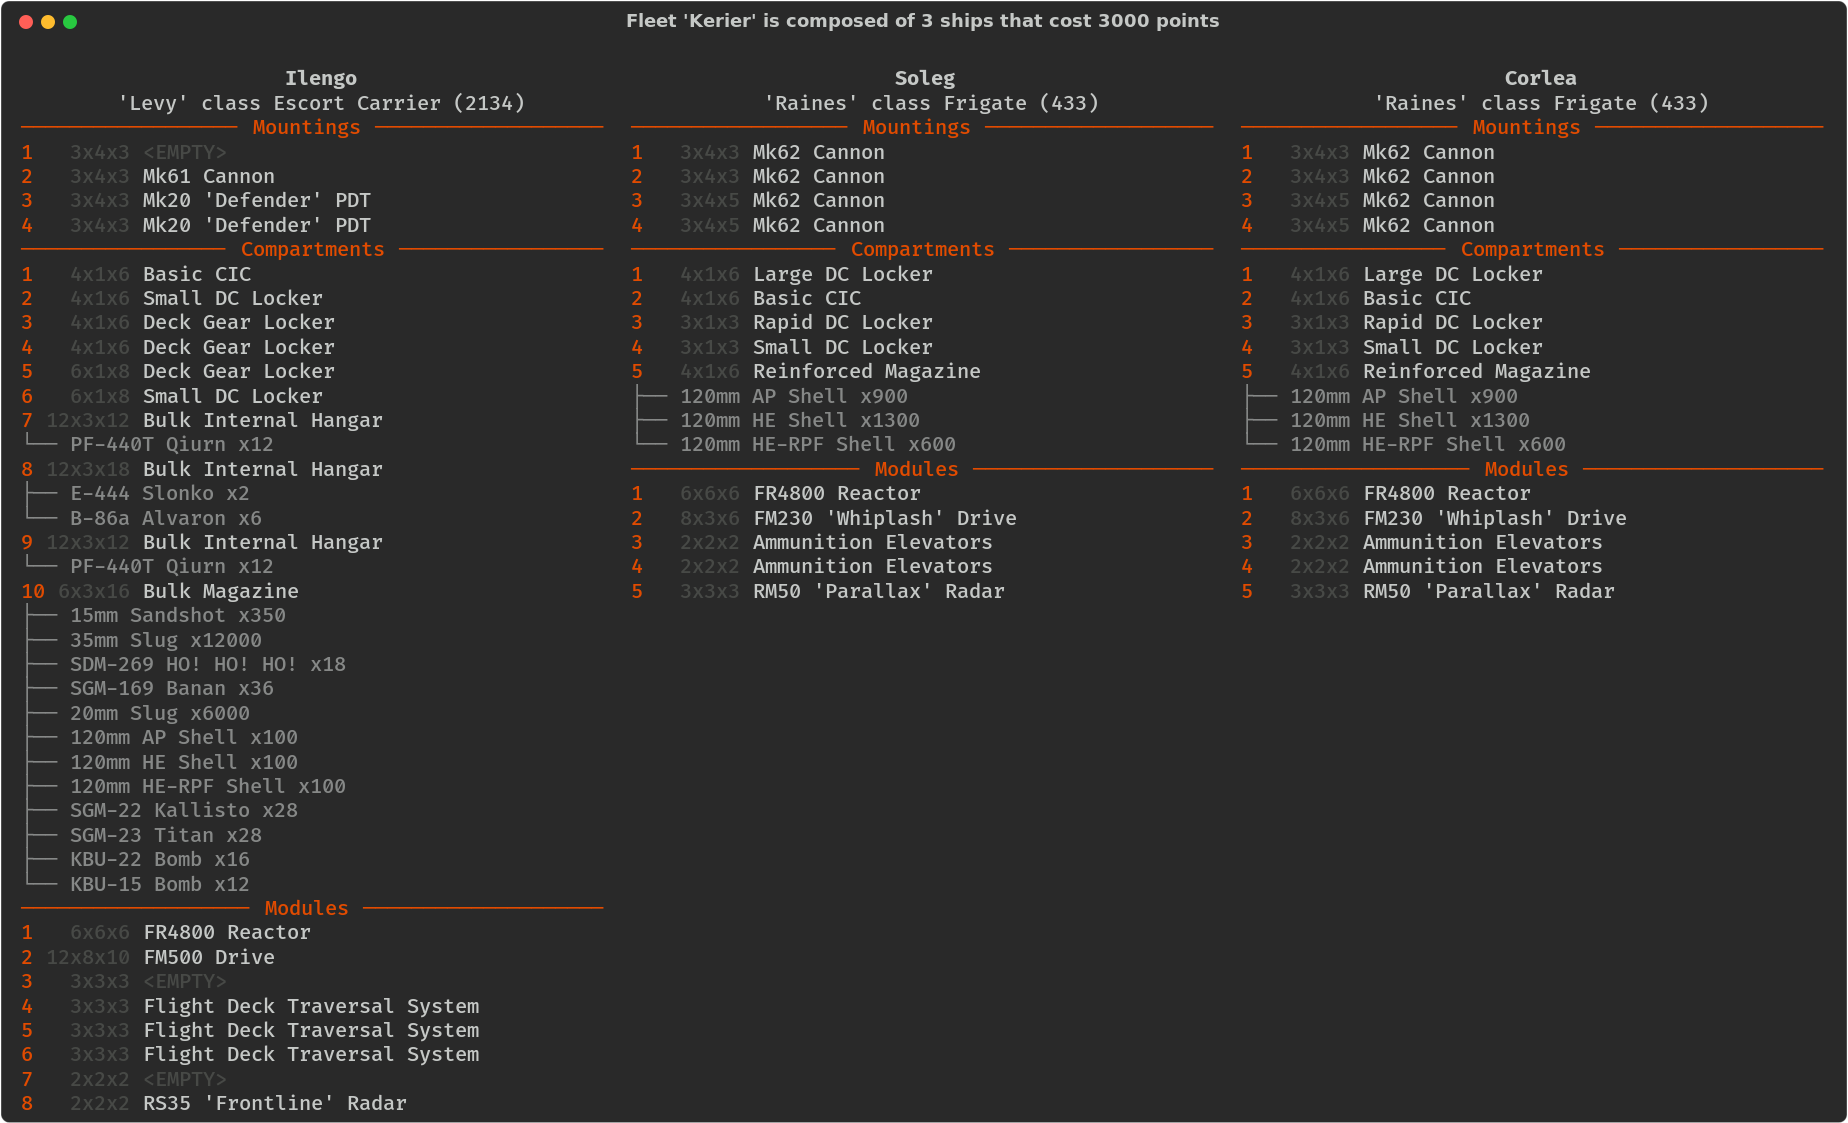 Fleet 'Kerier' is composed of 3 ships that cost 3000 points
Ilengo
'Levy' class Escort Carrier (2134)
Mountings
1 3x4x3 <EMPTY>
2 3x4x3 Mk61 Cannon
3 3x4x3 Mk20 'Defender' PDT
4 3x4x3 Mk20 'Defender' PDT
Compartments
1 4x1x6 Basic CIC
2 4x1x6 Small DC Locker
3 4x1x6 Deck Gear Locker
4 4x1x6 Deck Gear Locker
5 6x1x8 Deck Gear Locker
6 6x1x8 Small DC Locker
7 12x3x12 Bulk Internal Hangar
└── PF-440T Qiurn x12
8 12x3x18 Bulk Internal Hangar
├── E-444 Slonko x2
└── B-86a Alvaron x6
9 12x3x12 Bulk Internal Hangar
└── PF-440T Qiurn x12
10 6x3x16 Bulk Magazine
├── 15mm Sandshot x350
├── 35mm Slug x12000
├── SDM-269 HO! HO! HO! x18
├── SGM-169 Banan x36
├── 20mm Slug x6000
├── 120mm AP Shell x100
├── 120mm HE Shell x100
├── 120mm HE-RPF Shell x100
├── SGM-22 Kallisto x28
├── SGM-23 Titan x28
├── KBU-22 Bomb x16
└── KBU-15 Bomb x12
Modules
1 6x6x6 FR4800 Reactor
2 12x8x10 FM500 Drive
3 3x3x3 <EMPTY>
4 3x3x3 Flight Deck Traversal System
5 3x3x3 Flight Deck Traversal System
6 3x3x3 Flight Deck Traversal System
7 2x2x2 <EMPTY>
8 2x2x2 RS35 'Frontline' Radar
Soleg
'Raines' class Frigate (433)
Mountings
1 3x4x3 Mk62 Cannon
2 3x4x3 Mk62 Cannon
3 3x4x5 Mk62 Cannon
4 3x4x5 Mk62 Cannon
Compartments
1 4x1x6 Large DC Locker
2 4x1x6 Basic CIC
3 3x1x3 Rapid DC Locker
4 3x1x3 Small DC Locker
5 4x1x6 Reinforced Magazine
├── 120mm AP Shell x900
├── 120mm HE Shell x1300
└── 120mm HE-RPF Shell x600
Modules
1 6x6x6 FR4800 Reactor
2 8x3x6 FM230 'Whiplash' Drive
3 2x2x2 Ammunition Elevators
4 2x2x2 Ammunition Elevators
5 3x3x3 RM50 'Parallax' Radar
Corlea
'Raines' class Frigate (433)
Mountings
1 3x4x3 Mk62 Cannon
2 3x4x3 Mk62 Cannon
3 3x4x5 Mk62 Cannon
4 3x4x5 Mk62 Cannon
Compartments
1 4x1x6 Large DC Locker
2 4x1x6 Basic CIC
3 3x1x3 Rapid DC Locker
4 3x1x3 Small DC Locker
5 4x1x6 Reinforced Magazine
├── 120mm AP Shell x900
├── 120mm HE Shell x1300
└── 120mm HE-RPF Shell x600
Modules
1 6x6x6 FR4800 Reactor
2 8x3x6 FM230 'Whiplash' Drive
3 2x2x2 Ammunition Elevators
4 2x2x2 Ammunition Elevators
5 3x3x3 RM50 'Parallax' Radar